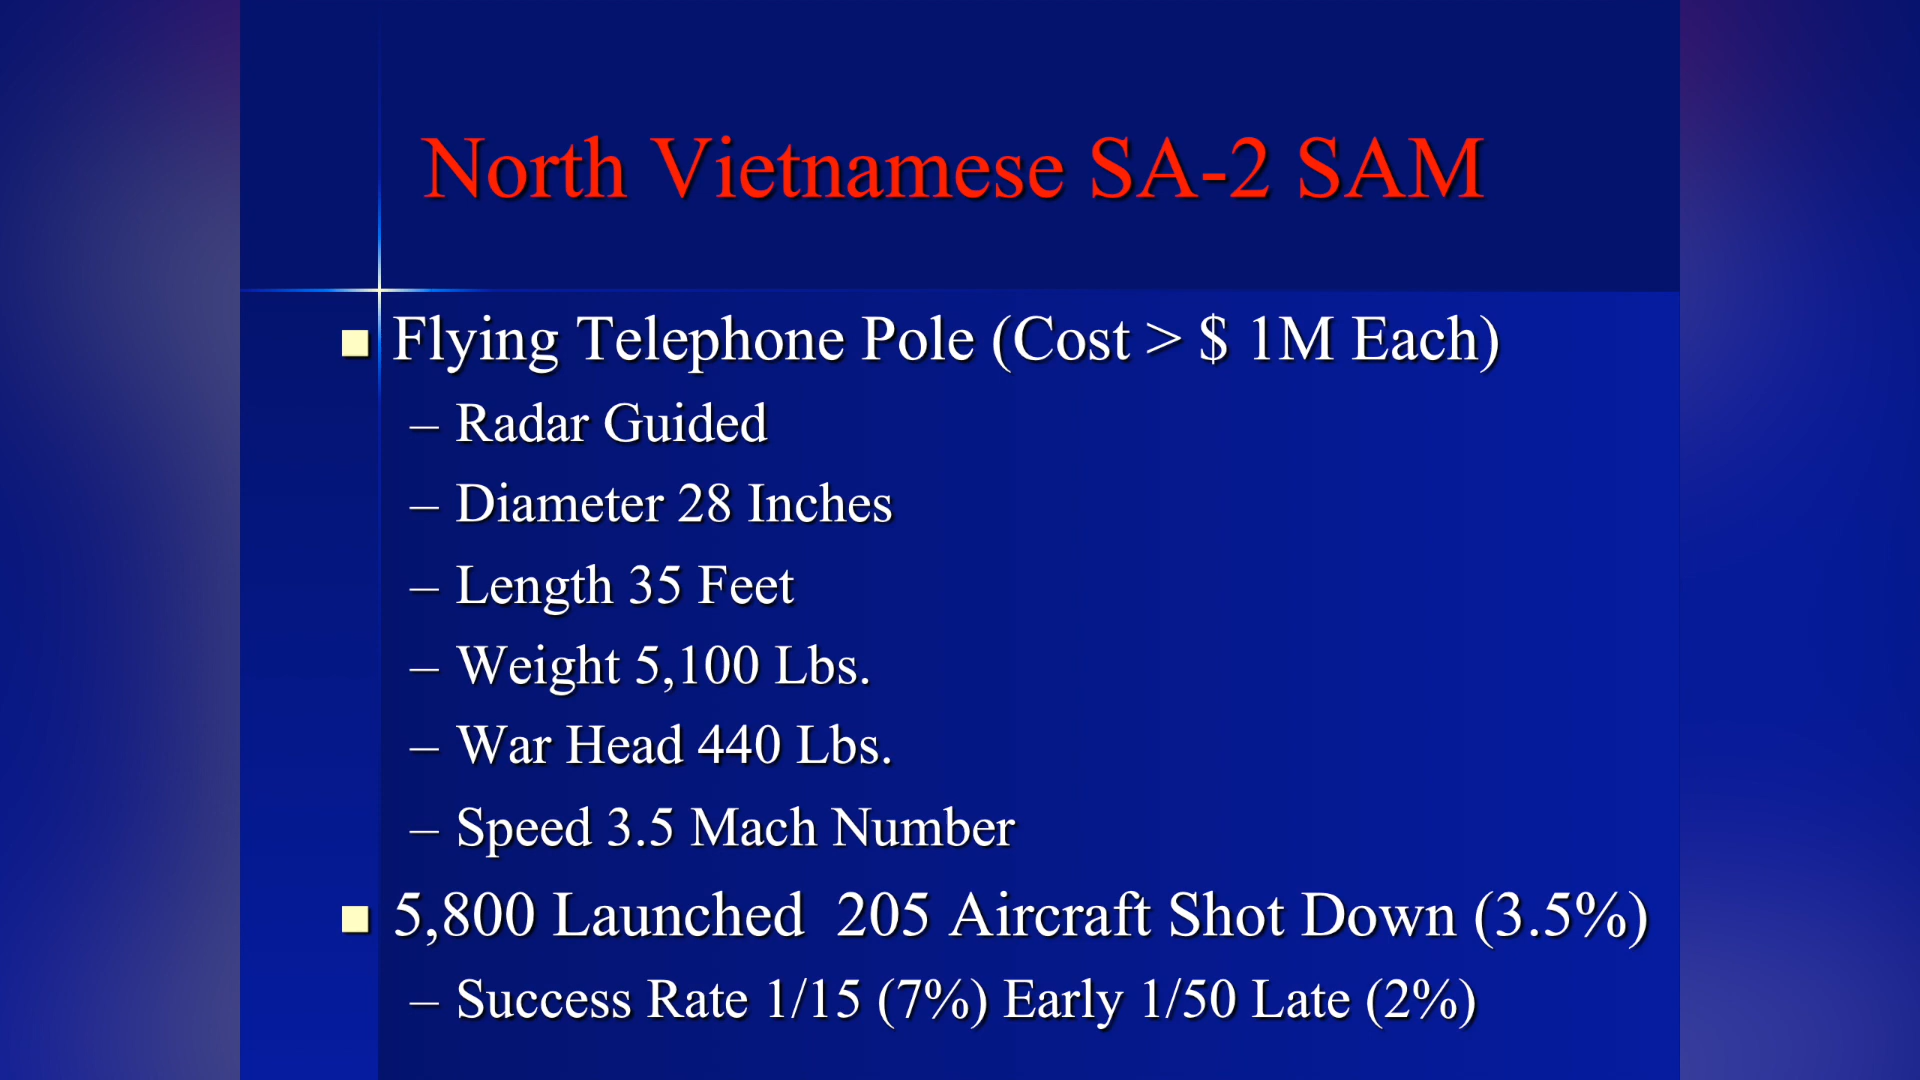 North Vietnamese SA-2 SAM
Flying Telephone Pole (Cost > $ 1M Each)
– Radar Guided
– Diameter 28 Inches
– Length 35 Feet
– Weight 5,100 Lbs.
– War Head 440 Lbs.
– Speed 3.5 Mach Number
5,800 Launched  205 Aircraft Shot Down (3.5%)
– Success Rate 1/15 (7%) Early 1/50 Late (2%)